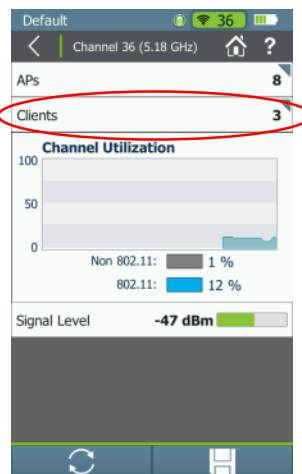 Default 36
Channel 36 (5.18 GHz) ?
APs 8
Clients 3
Channel Utilization
100
50
0
Non 802.11: 1 %
802.11: 12 %
Signal Level -47 dBm